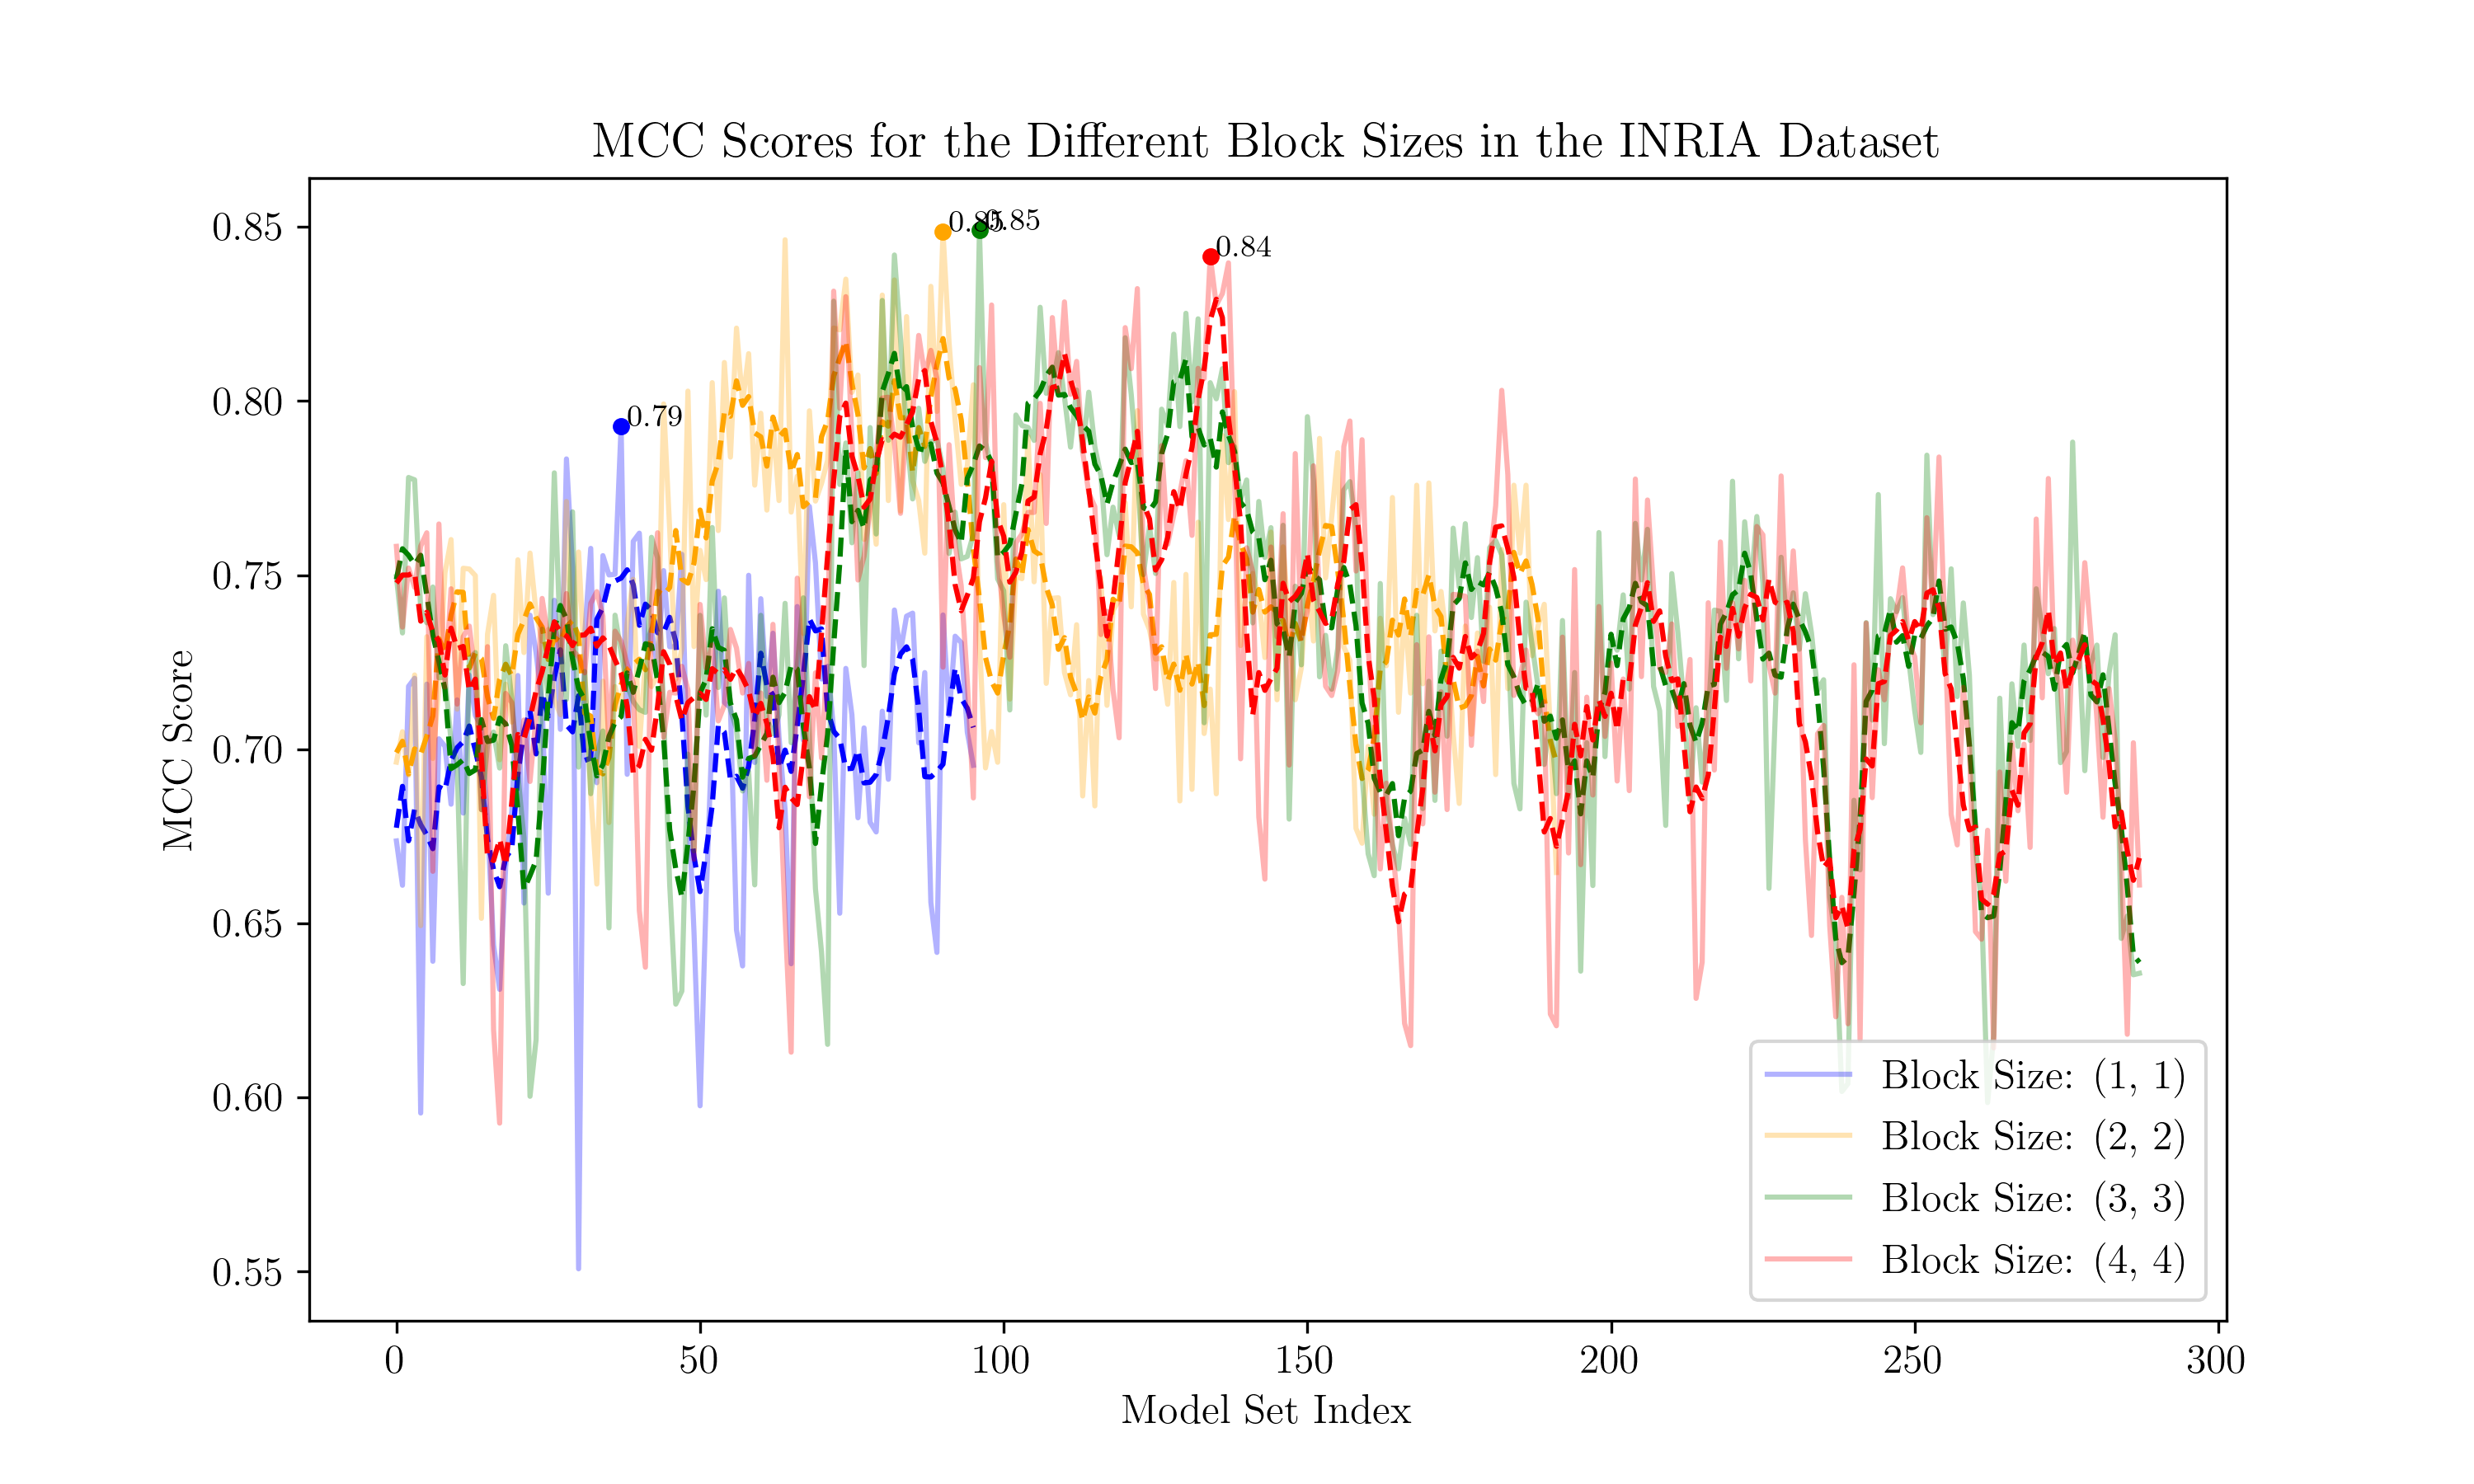 MCC Scores for the Different Block Sizes in the INRIA Dataset
0.85
0.80
0.75
0.70
0.65
0.60
0.55
MCC Score
0.85
0.85
0.84
0.79
Block Size: (1, 1)
Block Size: (2, 2)
Block Size: (3, 3)
Block Size: (4, 4)
0 50 100 150 200 250 300
Model Set Index